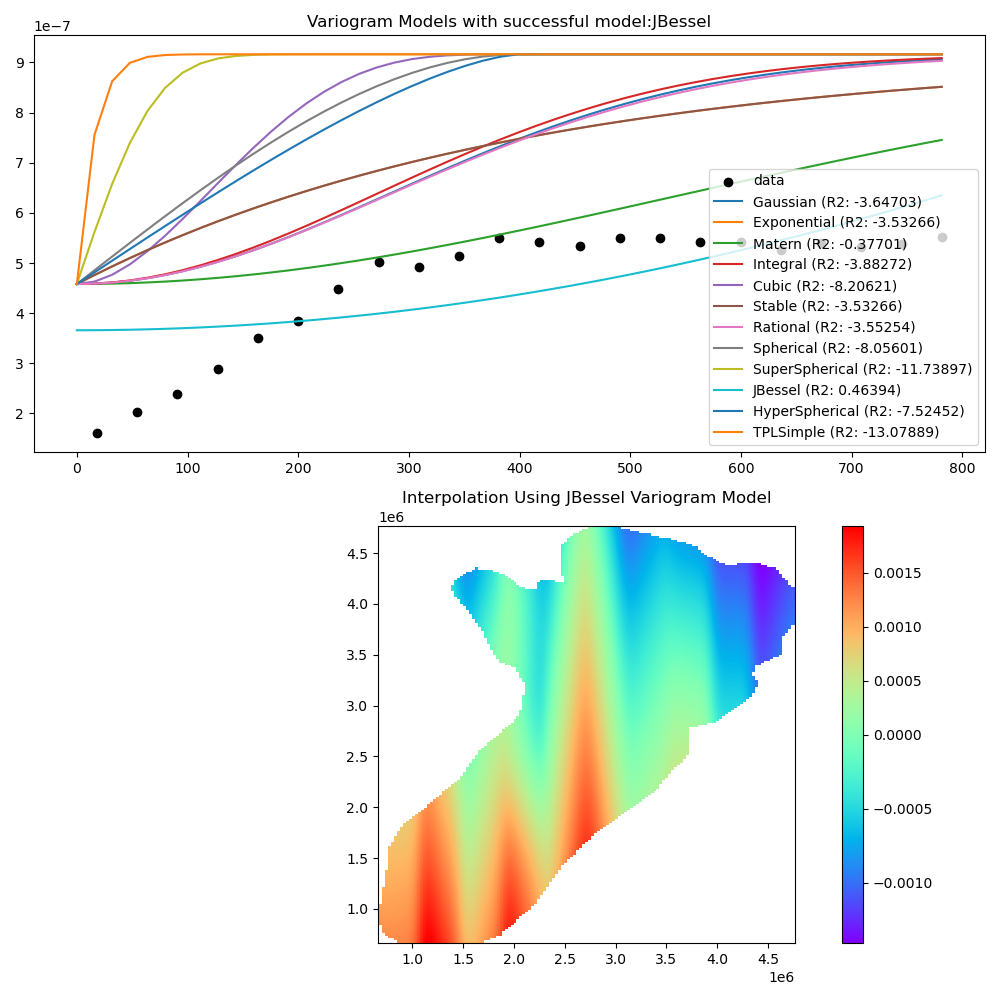 Variogram Models with successful model:JBessel
1e−7
9
8
7
6
5
4
3
2
data
Gaussian (R2: -3.64703)
Exponential (R2: -3.53266)
Matern (R2: -0.37701)
Integral (R2: -3.88272)
Cubic (R2: -8.20621)
Stable (R2: -3.53266)
Rational (R2: -3.55254)
Spherical (R2: -8.05601)
SuperSpherical (R2: -11.73897)
JBessel (R2: 0.46394)
HyperSpherical (R2: -7.52452)
TPLSimple (R2: -13.07889)
0 100 200 300 400 500 600 700 800
Interpolation Using JBessel Variogram Model
1e6
4.5
4.0
3.5
3.0
2.5
2.0
1.5
1.0
1.0 1.5 2.0 2.5 3.0 3.5 4.0 4.5
1e6
0.0015
0.0010
0.0005
0.0000
−0.0005
−0.0010